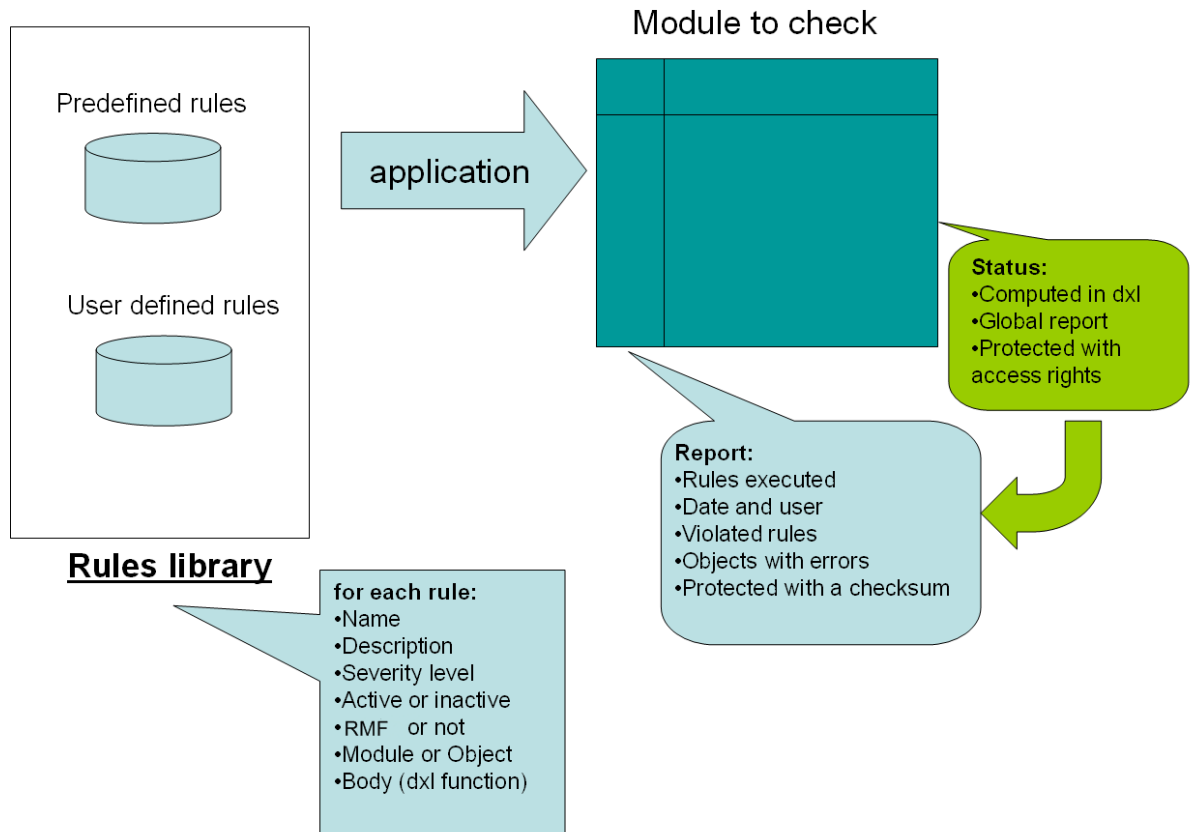 Module to check
Predefined rules
application
User defined rules
Status:
•Computed in dxl
•Global report
•Protected with
access rights
Report:
•Rules executed
•Date and user
•Violated rules
•Objects with errors
•Protected with a checksum
Rules library
for each rule:
•Name
•Description
•Severity level
•Active or inactive
•RMF or not
•Module or Object
•Body (dxl function)